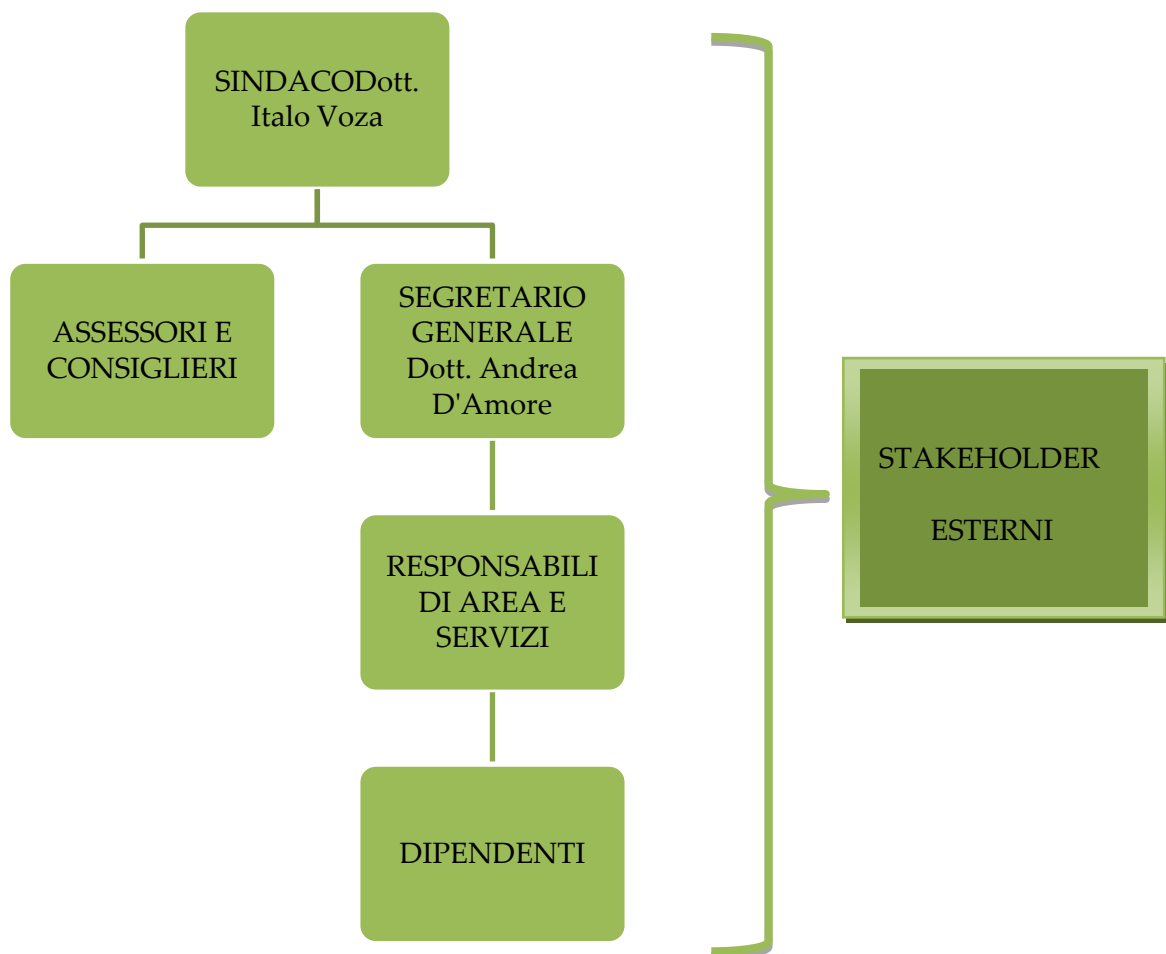 SINDACODott.
Italo Voza
ASSESSORI E
CONSIGLIERI
SEGRETARIO
GENERALE
Dott. Andrea
D'Amore
RESPONSABILI
DI AREA E
SERVIZI
DIPENDENTI
STAKEHOLDER
ESTERNI